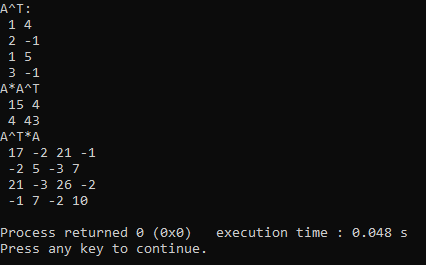 A^T:
1 4
2 -1
1 5
3 -1
A*A^T
15 4
4 43
A^T*A
17 -2 21 -1
-2 5 -3 7
21 -3 26 -2
-1 7 -2 10
Process returned 0 (0x0)   execution time : 0.048 s
Press any key to continue.